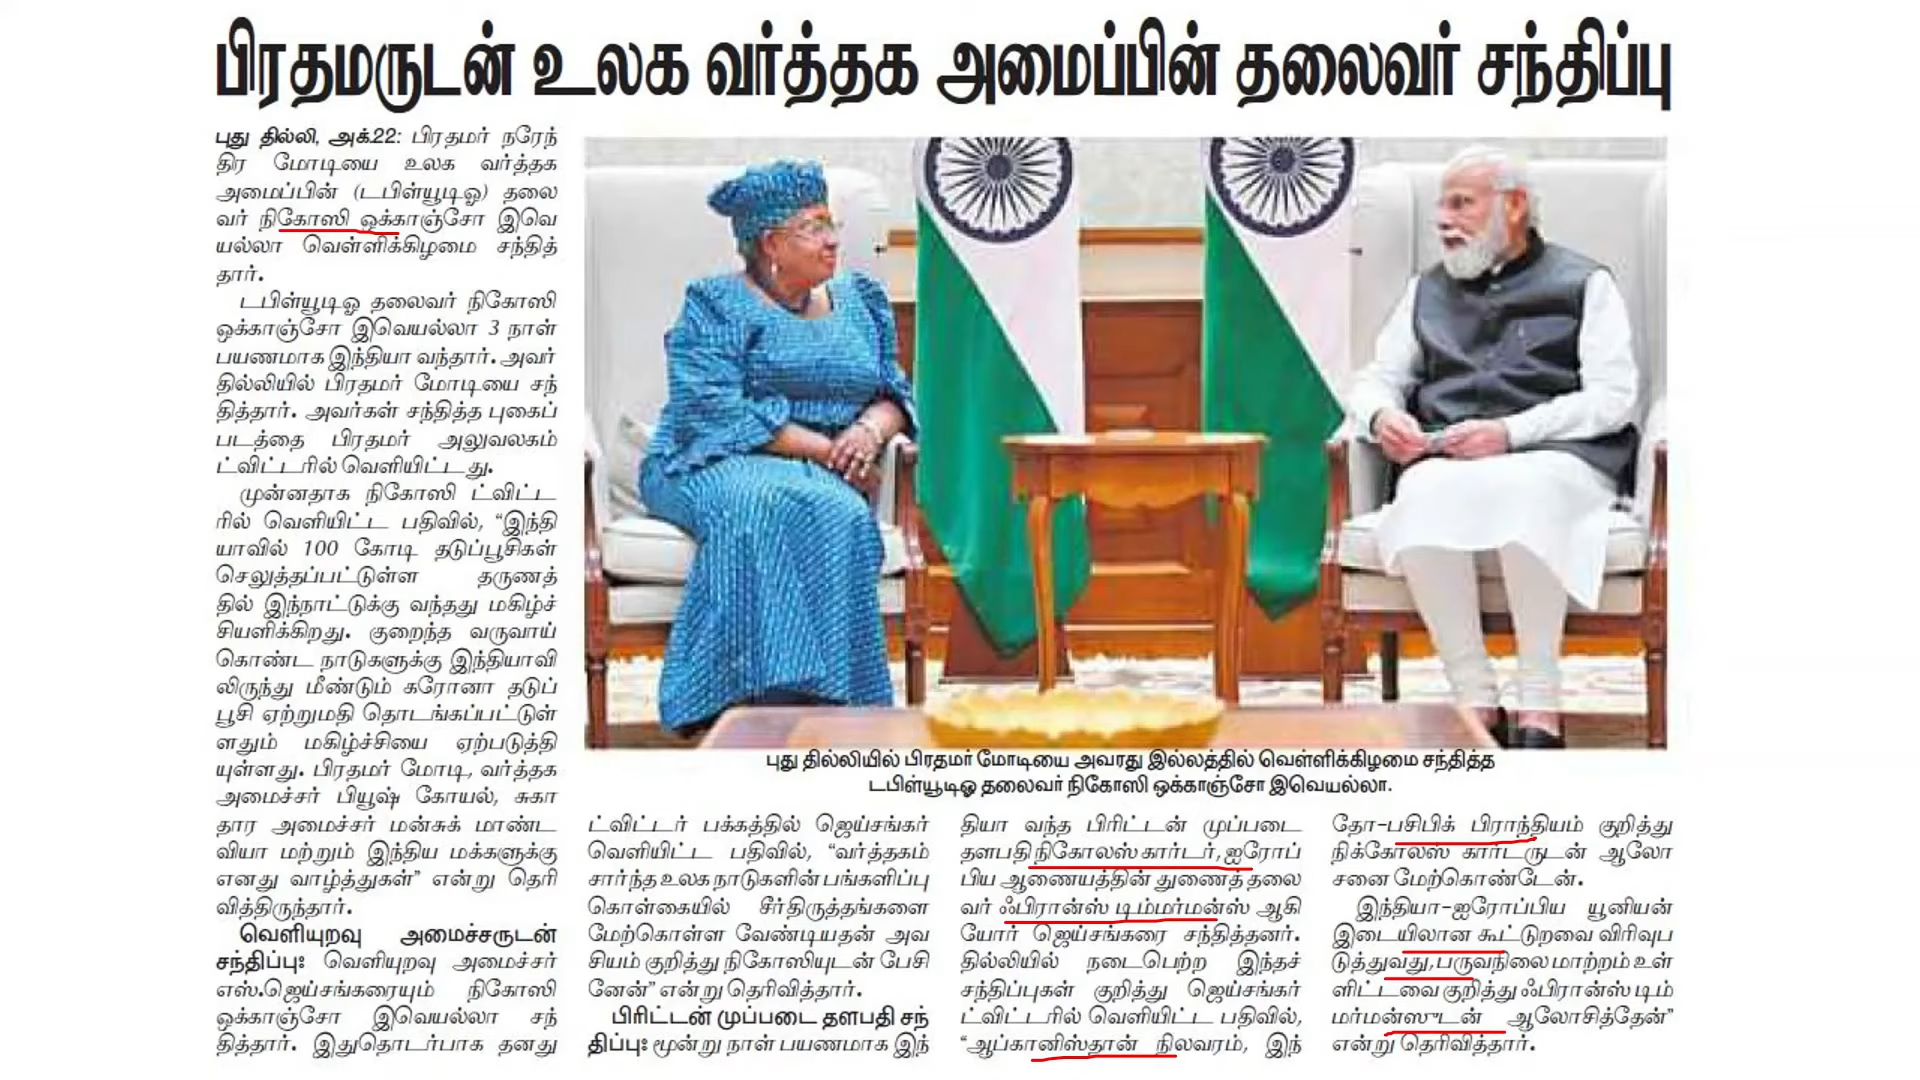 பிரதமருடன் உலக வர்த்தக அமைப்பின் தலைவர் சந்திப்பு
புது தில்லி, அக்.22: பிரதமர் நரேந்
திர மோடியை உலக வர்த்தக
அமைப்பின் (டபிள்யூடிஓ) தலை
வர் நிகோஸி ஒக்காஞ்சோ இவெ
யல்லா வெள்ளிக்கிழமை சந்தித்
தார்.
டபிள்யூடிஓ தலைவர் நிகோஸி
ஒக்காஞ்சோ இவெயல்லா 3 நாள்
பயணமாக இந்தியா வந்தார். அவர்
தில்லியில் பிரதமர் மோடியை சந்
தித்தார். அவர்கள் சந்தித்த புகைப்
படத்தை பிரதமர் அலுவலகம்
ட்விட்டரில் வெளியிட்டது.
முன்னதாக நிகோஸி ட்விட்ட
ரில் வெளியிட்ட பதிவில், "இந்தி
யாவில் 100 கோடி தடுப்பூசிகள்
செலுத்தப்பட்டுள்ள தருணத்
தில் இந்நாட்டுக்கு வந்தது மகிழ்ச்
சியளிக்கிறது. குறைந்த வருவாய்
கொண்ட நாடுகளுக்கு இந்தியாவி
லிருந்து மீண்டும் கரோனா தடுப்
பூசி ஏற்றுமதி தொடங்கப்பட்டுள்
ளதும் மகிழ்ச்சியை ஏற்படுத்தி
யுள்ளது. பிரதமர் மோடி, வர்த்தக
அமைச்சர் பியூஷ் கோயல், சுகா
தார அமைச்சர் மன்சுக் மாண்ட
வியா மற்றும் இந்திய மக்களுக்கு
எனது வாழ்த்துகள்" என்று தெரி
வித்திருந்தார்.
வெளியுறவு அமைச்சருடன்
சந்திப்பு: வெளியுறவு அமைச்சர்
எஸ்.ஜெய்சங்கரையும் நிகோஸி
ஒக்காஞ்சோ இவெயல்லா சந்
தித்தார். இதுதொடர்பாக தனது
புது தில்லியில் பிரதமர் மோடியை அவரது இல்லத்தில் வெள்ளிக்கிழமை சந்தித்த
டபிள்யூடிஓ தலைவர் நிகோஸி ஒக்காஞ்சோ இவெயல்லா.
ட்விட்டர் பக்கத்தில் ஜெய்சங்கர்
வெளியிட்ட பதிவில், "வர்த்தகம்
சார்ந்த உலக நாடுகளின் பங்களிப்பு
கொள்கையில் சீர்திருத்தங்களை
மேற்கொள்ள வேண்டியதன் அவ
சியம் குறித்து நிகோஸியுடன் பேசி
னேன்" என்று தெரிவித்தார்.
பிரிட்டன் முப்படை தளபதி சந்
திப்பு: மூன்று நாள் பயணமாக இந்
தியா வந்த பிரிட்டன் முப்படை
தளபதி நிகோலஸ் கார்டர், ஐரோப்
பிய ஆணையத்தின் துணைத் தலை
வர் ஃபிரான்ஸ் டிம்மர்மன்ஸ் ஆகி
யோர் ஜெய்சங்கரை சந்தித்தனர்.
தில்லியில் நடைபெற்ற இந்தச்
சந்திப்புகள் குறித்து ஜெய்சங்கர்
ட்விட்டரில் வெளியிட்ட பதிவில்,
"ஆப்கானிஸ்தான் நிலவரம், இந்
தோ-பசிபிக் பிராந்தியம் குறித்து
நிக்கோலஸ் கார்டருடன் ஆலோ
சனை மேற்கொண்டேன்.
இந்தியா-ஐரோப்பிய யூனியன்
இடையிலான கூட்டுறவை விரிவுப
டுத்துவது, பருவநிலை மாற்றம் உள்
ளிட்டவை குறித்து ஃபிரான்ஸ் டிம்
மர்மன்ஸுடன் ஆலோசித்தேன்"
என்று தெரிவித்தார்.